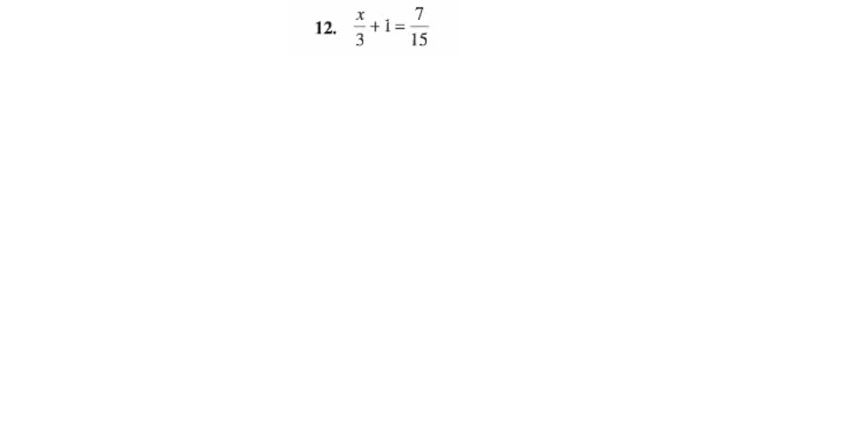 12. x/3 + 1 = 7/15